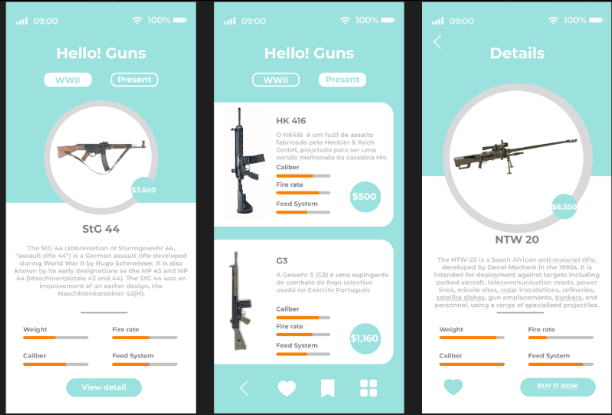 09:00
100%
Hello! Guns
WWII
Present
$7,500
StG 44
The StG 44 (abbreviation of Sturmgewehr 44,
"assault rifle 44") is a German assault rifle developed
during World War II by Hugo Schmeisser. It is also
known by its early designations as the MP 43 and MP
44 (Maschinenpistole 43 and 44). The StG 44 was an
improvement of an earlier design, the
Maschinenkarabiner 42(H).
Weight
Fire rate
Caliber
Feed System
View detail
09:00
100%
Hello! Guns
WWII
Present
HK 416
O HK416 é um fuzil de assalto
fabricado pela Heckler & Koch
GmbH, projetado para ser uma
versão melhorada da carabina M4.
Caliber
Fire rate
Feed System
$500
G3
A Gewehr 3 (G3) é uma espingarda
de combate de fogo selectivo
usada no Exercito Português
Caliber
Fire rate
Feed System
$1,160
09:00
100%
Details
$8.500
NTW 20
The NTW-20 is a South African anti-materiel rifle,
developed by Denel Mechem in the 1990s. It is
intended for deployment against targets including
parked aircraft, telecommunication masts, power
lines, missile sites, radar installations, refineries,
satellite dishes, gun emplacements, bunkers, and
personnel, using a range of specialised projectiles.
Weight
Fire rate
Caliber
Feed System
BUY IT NOW